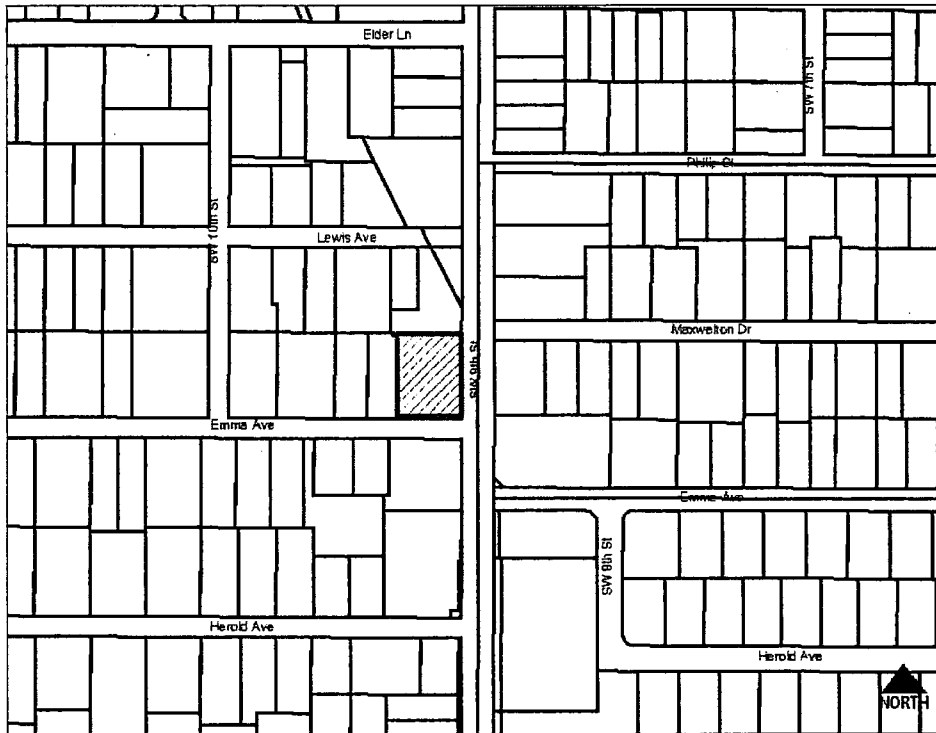 Elder Ln
SW 7th St
Philip St
SW 10th St
Lewis Ave
Maxwelton Dr
SW 9th St
Emma Ave
Emma Ave
SW 8th St
Herold Ave
Herold Ave
NORTH